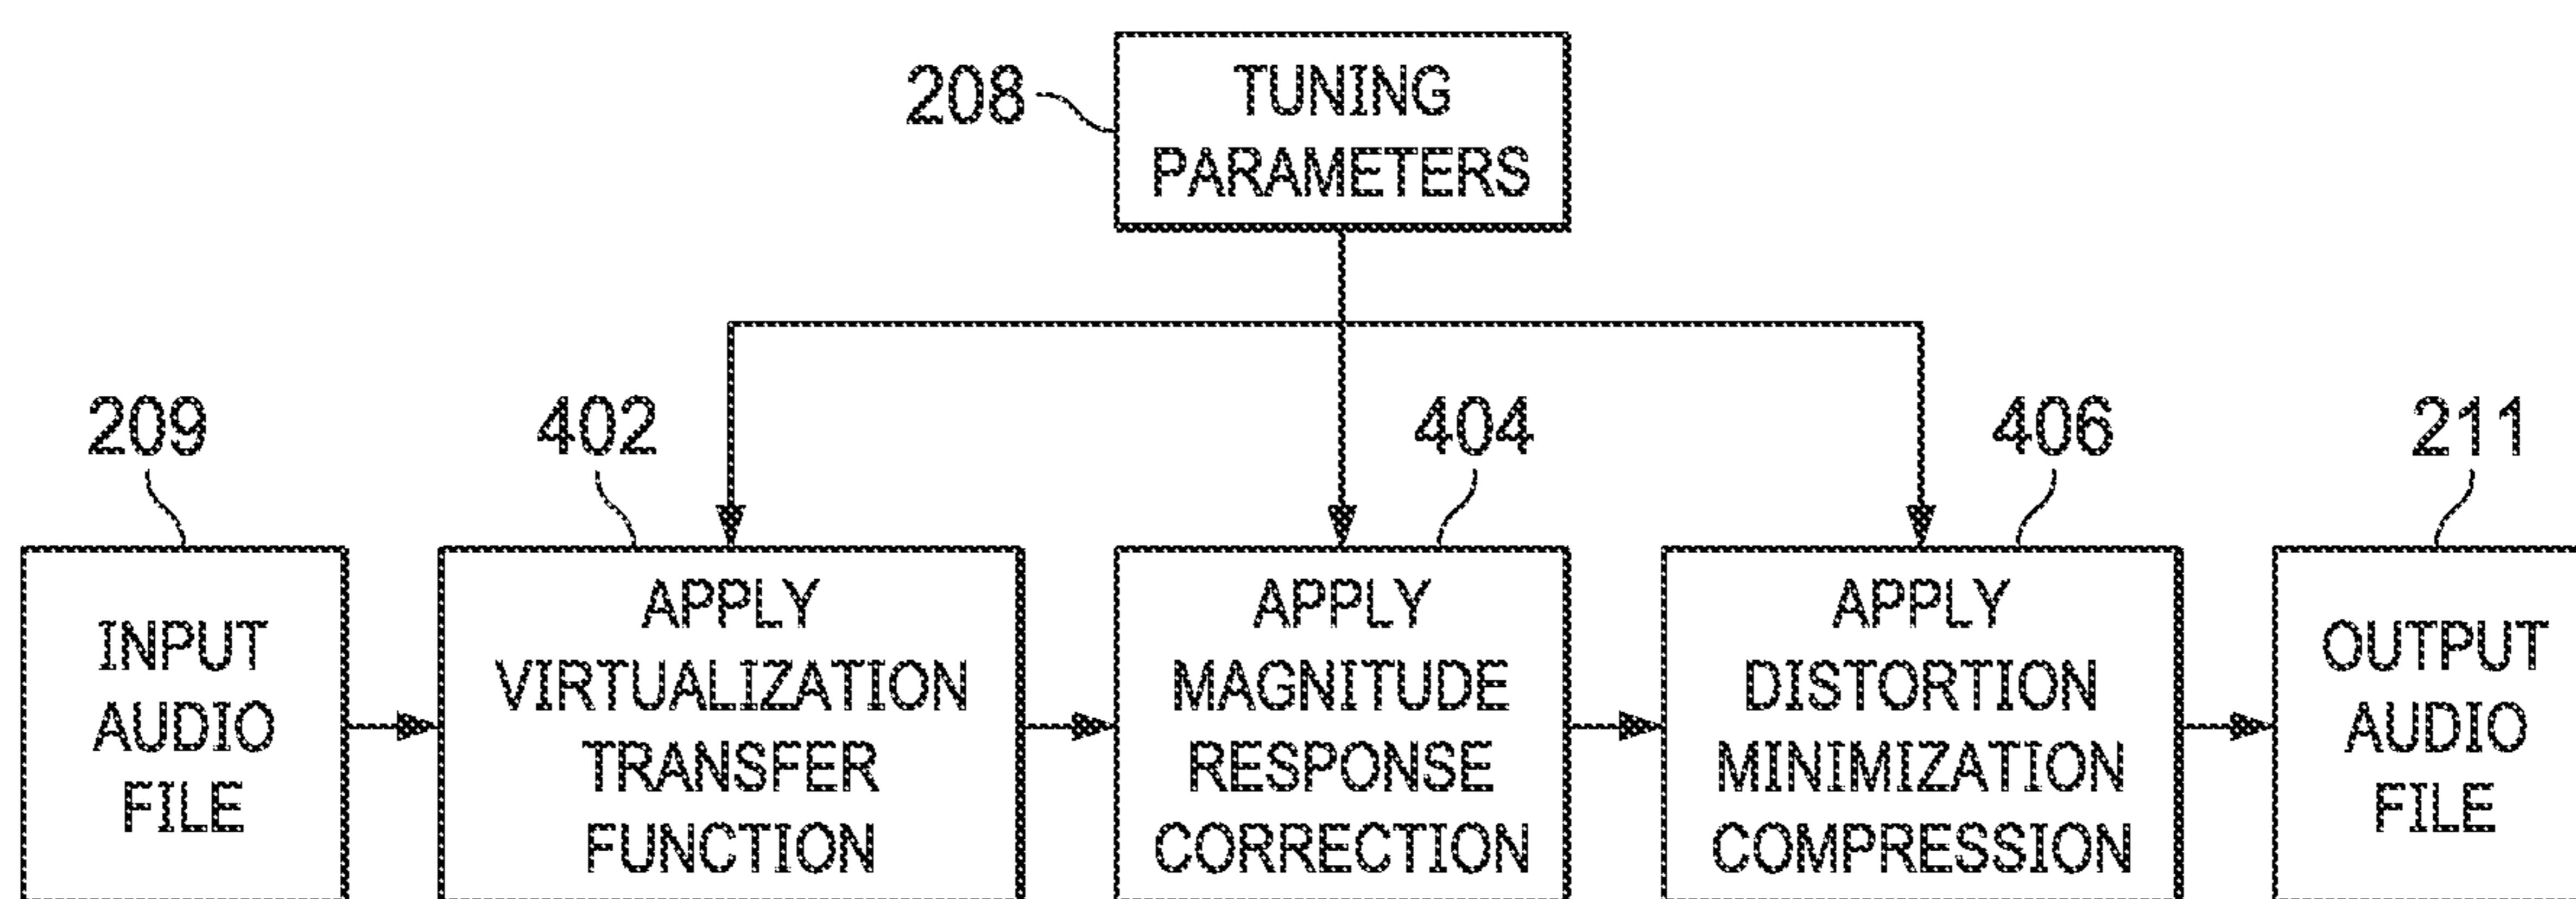 208
TUNING
PARAMETERS
209
402
404
406
211
INPUT
AUDIO
FILE
APPLY
VIRTUALIZATION
TRANSFER
FUNCTION
APPLY
MAGNITUDE
RESPONSE
CORRECTION
APPLY
DISTORTION
MINIMIZATION
COMPRESSION
OUTPUT
AUDIO
FILE